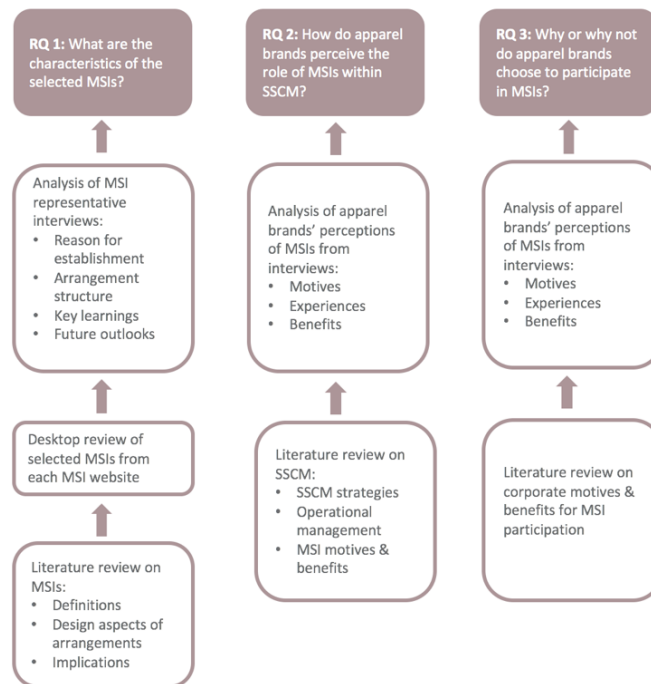 RQ 1: What are the
characteristics of the
selected MSIs?
Analysis of MSI
representative
interviews:
• Reason for
establishment
• Arrangement
structure
• Key learnings
• Future outlooks
Desktop review of
selected MSIs from
each MSI website
Literature review on
MSIs:
• Definitions
• Design aspects of
arrangements
• Implications
RQ 2: How do apparel
brands perceive the
role of MSIs within
SSCM?
Analysis of apparel
brands’ perceptions
of MSIs from
interviews:
• Motives
• Experiences
• Benefits
Literature review on
SSCM:
• SSCM strategies
• Operational
management
• MSI motives &
benefits
RQ 3: Why or why not
do apparel brands
choose to participate
in MSIs?
Analysis of apparel
brands’ perceptions
of MSIs from
interviews:
• Motives
• Experiences
• Benefits
Literature review on
corporate motives &
benefits for MSI
participation